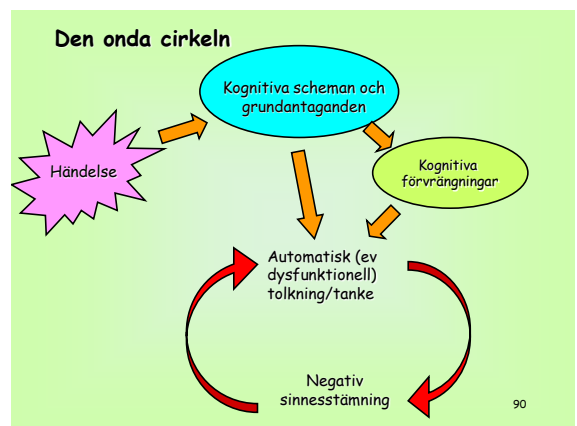 Den onda cirkeln
Kognitiva scheman och
grundantaganden
Händelse
Kognitiva
förvrängningar
Automatisk (ev
dysfunktionell)
tolkning/tanke
Negativ
sinnesstämning
90